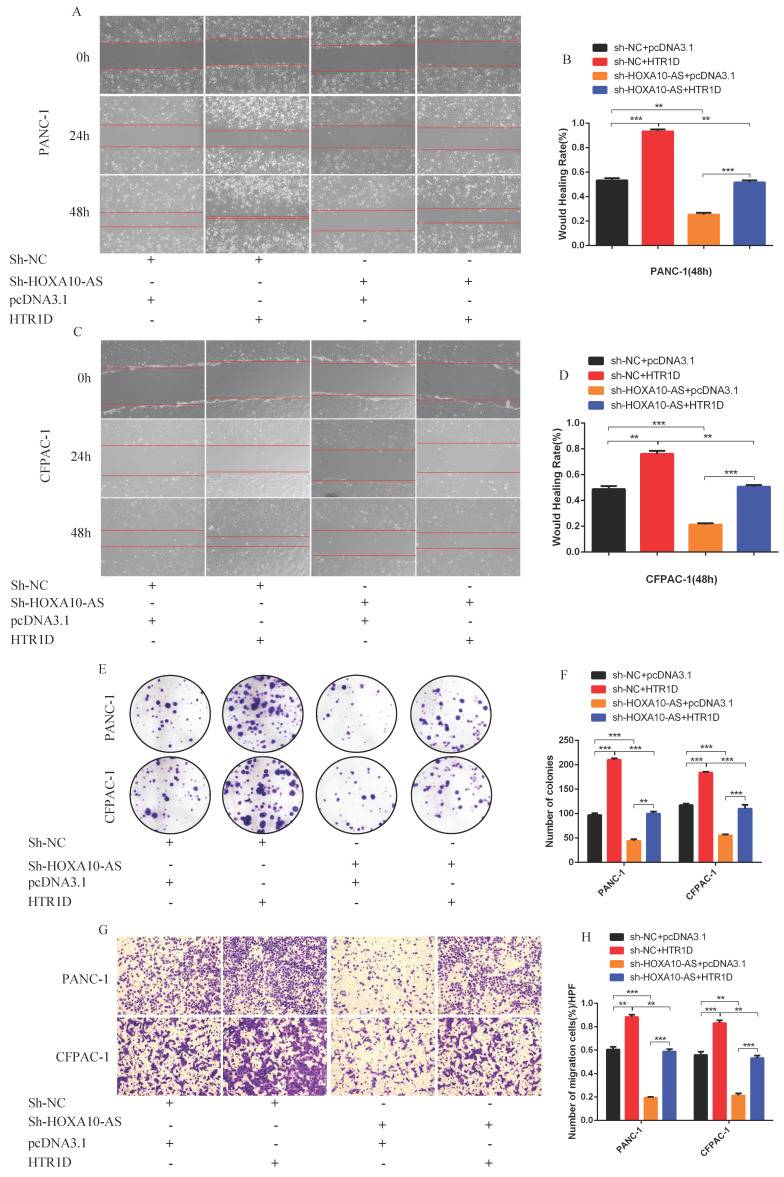 A
0h
PANC-1
24h
48h
Sh-NC + + - -
Sh-HOXA10-AS - - + +
pcDNA3.1 + - + -
HTR1D - + - +
B
sh-NC+pcDNA3.1
sh-NC+HTR1D
sh-HOXA10-AS+pcDNA3.1
sh-HOXA10-AS+HTR1D
Would Healing Rate(%)
1.0
0.8
0.6
0.4
0.2
0.0
**
*** **
***
PANC-1(48h)
C
0h
CFPAC-1
24h
48h
Sh-NC + + - -
Sh-HOXA10-AS - - + +
pcDNA3.1 + - + -
HTR1D - + - +
D
sh-NC+pcDNA3.1
sh-NC+HTR1D
sh-HOXA10-AS+pcDNA3.1
sh-HOXA10-AS+HTR1D
Would Healing Rate(%)
1.0
0.8
0.6
0.4
0.2
0.0
***
** **
***
CFPAC-1(48h)
E
PANC-1
CFPAC-1
Sh-NC + + - -
Sh-HOXA10-AS - - + +
pcDNA3.1 + - + -
HTR1D - + - +
F
sh-NC+pcDNA3.1
sh-NC+HTR1D
sh-HOXA10-AS+pcDNA3.1
sh-HOXA10-AS+HTR1D
Number of colonies
250
200
150
100
50
0
*** ***
*** *** *** ***
** ***
PANC-1 CFPAC-1
G
PANC-1
CFPAC-1
Sh-NC + + - -
Sh-HOXA10-AS - - + +
pcDNA3.1 + - + -
HTR1D - + - +
H
sh-NC+pcDNA3.1
sh-NC+HTR1D
sh-HOXA10-AS+pcDNA3.1
sh-HOXA10-AS+HTR1D
Number of migration cells(%)/HPF
1.0
0.8
0.6
0.4
0.2
0.0
*** **
** ** *** **
*** ***
PANC-1 CFPAC-1